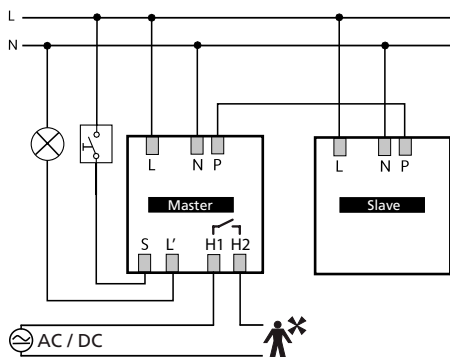 L
N
L N P
L N P
Master
Slave
S L' H1 H2
AC / DC